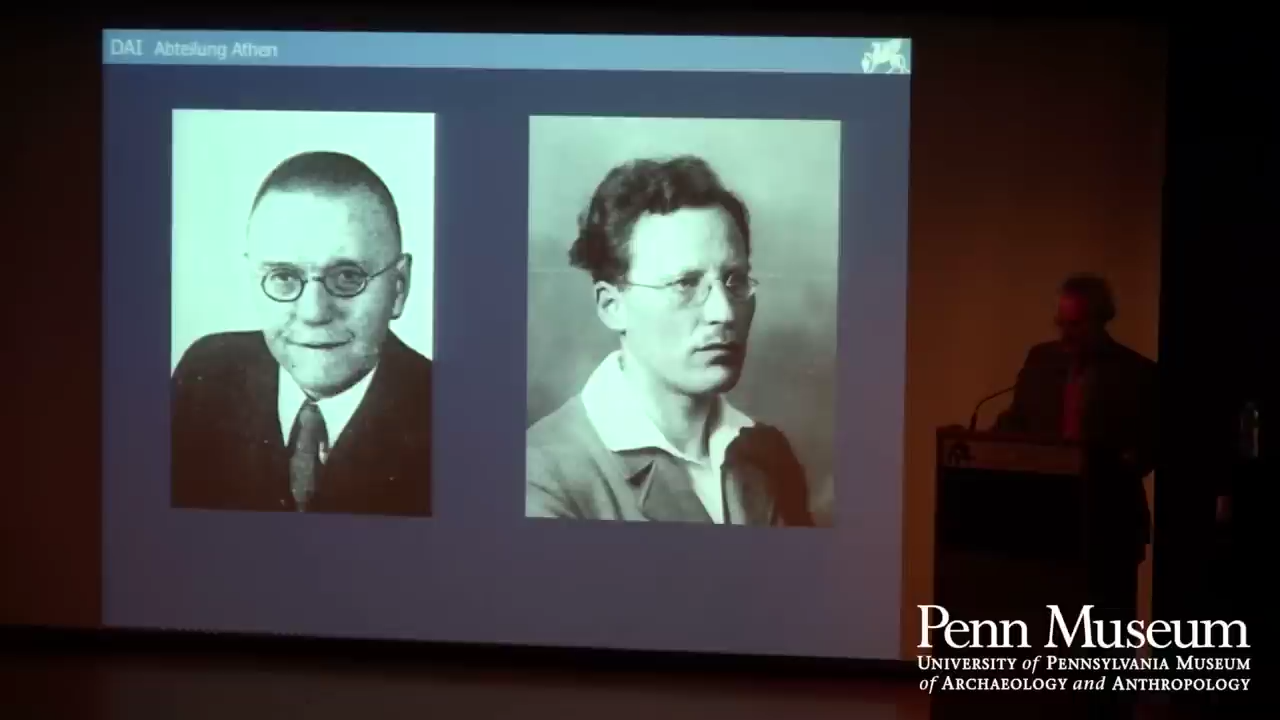 DAI Abteilung Athen
Penn Museum
UNIVERSITY of PENNSYLVANIA MUSEUM
of ARCHAEOLOGY and ANTHROPOLOGY